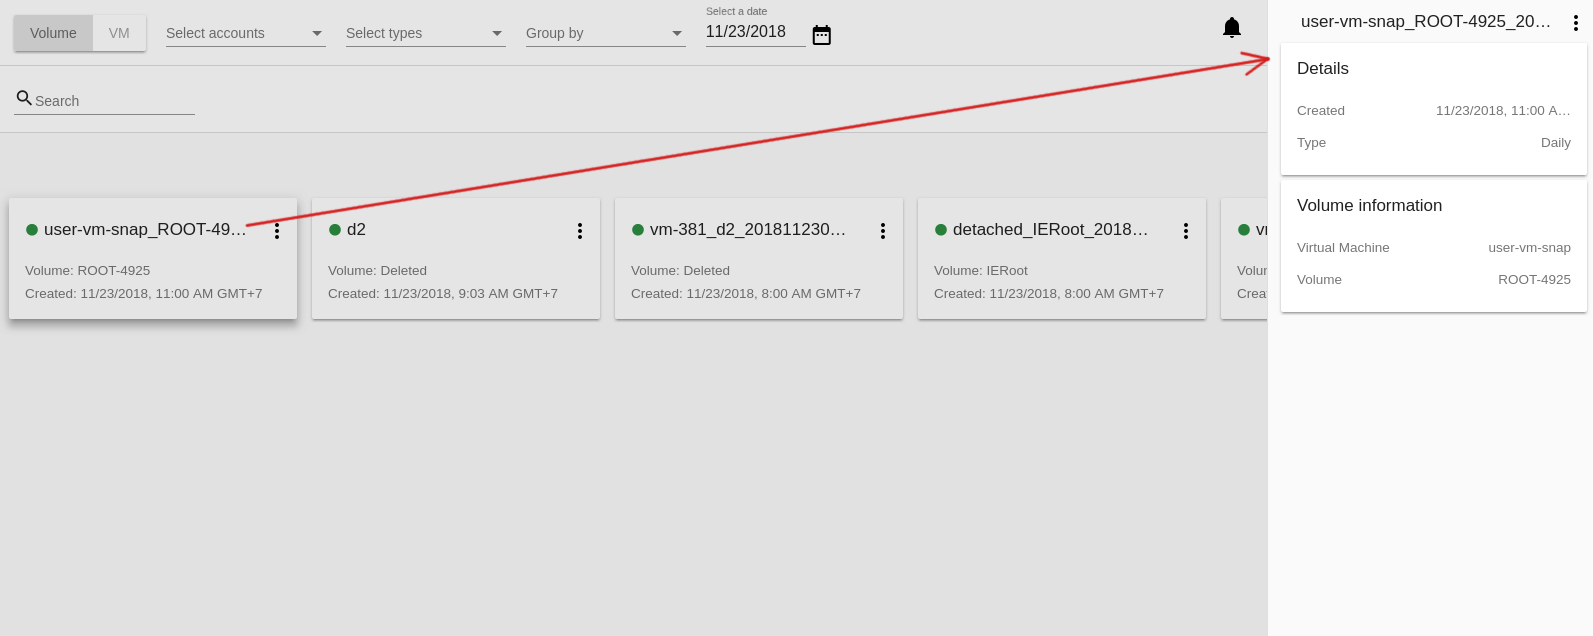 Volume VM Select accounts Select types Group by Select a date 11/23/2018
Search
user-vm-snap_ROOT-49…
Volume: ROOT-4925
Created: 11/23/2018, 11:00 AM GMT+7
d2
Volume: Deleted
Created: 11/23/2018, 9:03 AM GMT+7
vm-381_d2_201811230…
Volume: Deleted
Created: 11/23/2018, 8:00 AM GMT+7
detached_IERoot_2018…
Volume: IERoot
Created: 11/23/2018, 8:00 AM GMT+7
user-vm-snap_ROOT-4925_20…
Details
Created 11/23/2018, 11:00 A…
Type Daily
Volume information
Virtual Machine user-vm-snap
Volume ROOT-4925